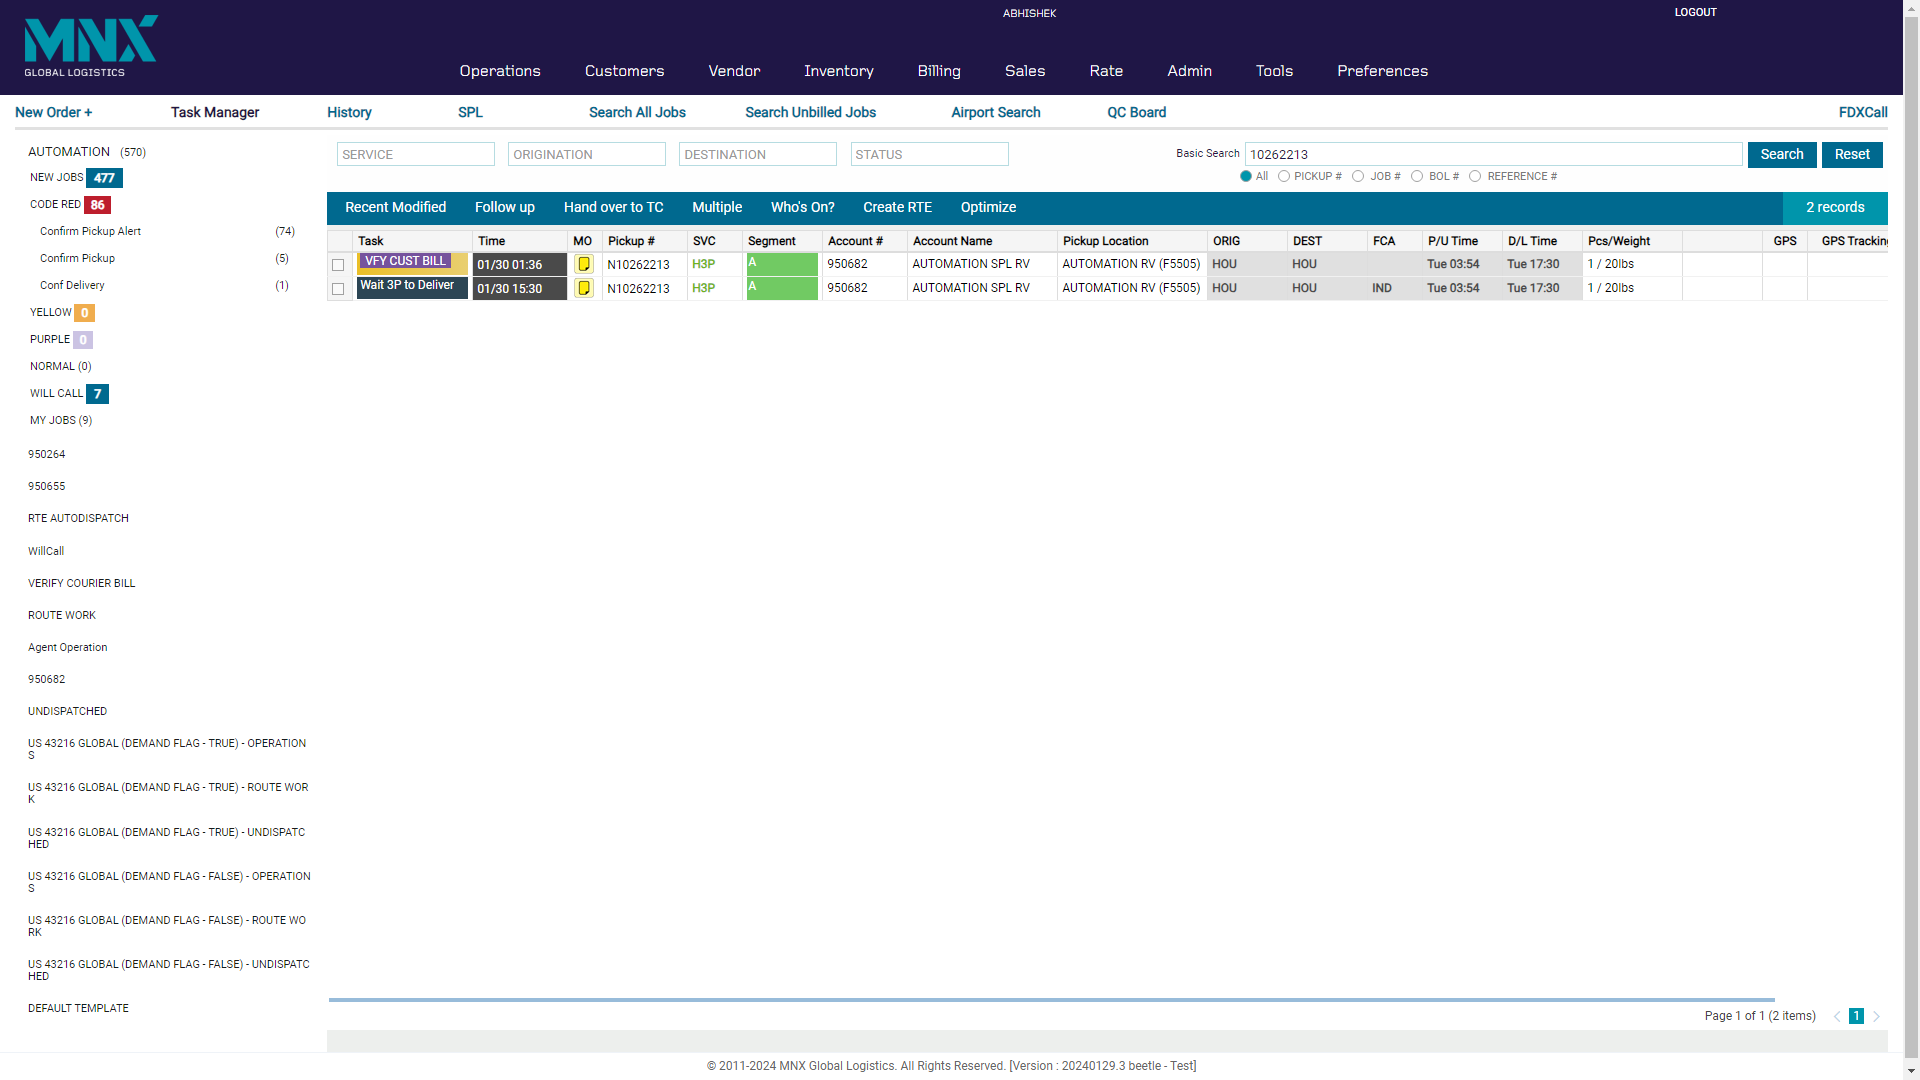 MNX
GLOBAL LOGISTICS
ABHISHEK
LOGOUT
Operations Customers Vendor Inventory Billing Sales Rate Admin Tools Preferences
New Order + Task Manager History SPL Search All Jobs Search Unbilled Jobs Airport Search QC Board FDXCall
AUTOMATION (570)
NEW JOBS 477
CODE RED 86
Confirm Pickup Alert (74)
Confirm Pickup (5)
Conf Delivery (1)
YELLOW 0
PURPLE 0
NORMAL (0)
WILL CALL 7
MY JOBS (9)
950264
950655
RTE AUTODISPATCH
WillCall
VERIFY COURIER BILL
ROUTE WORK
Agent Operation
950682
UNDISPATCHED
US 43216 GLOBAL (DEMAND FLAG - TRUE) - OPERATION
S
US 43216 GLOBAL (DEMAND FLAG - TRUE) - ROUTE WOR
K
US 43216 GLOBAL (DEMAND FLAG - TRUE) - UNDISPATC
HED
US 43216 GLOBAL (DEMAND FLAG - FALSE) - OPERATION
S
US 43216 GLOBAL (DEMAND FLAG - FALSE) - ROUTE WO
RK
US 43216 GLOBAL (DEMAND FLAG - FALSE) - UNDISPATC
HED
DEFAULT TEMPLATE
SERVICE ORIGINATION DESTINATION STATUS
Basic Search 10262213 Search Reset
All PICKUP # JOB # BOL # REFERENCE #
Recent Modified Follow up Hand over to TC Multiple Who's On? Create RTE Optimize 2 records
Task Time MO Pickup # SVC Segment Account # Account Name Pickup Location ORIG DEST FCA P/U Time D/L Time Pcs/Weight GPS GPS Tracking
VFY CUST BILL 01/30 01:36 N10262213 H3P A 950682 AUTOMATION SPL RV AUTOMATION RV (F5505) HOU HOU Tue 03:54 Tue 17:30 1 / 20lbs
Wait 3P to Deliver 01/30 15:30 N10262213 H3P A 950682 AUTOMATION SPL RV AUTOMATION RV (F5505) HOU HOU IND Tue 03:54 Tue 17:30 1 / 20lbs
Page 1 of 1 (2 items) 1
© 2011-2024 MNX Global Logistics. All Rights Reserved. [Version : 20240129.3 beetle - Test]